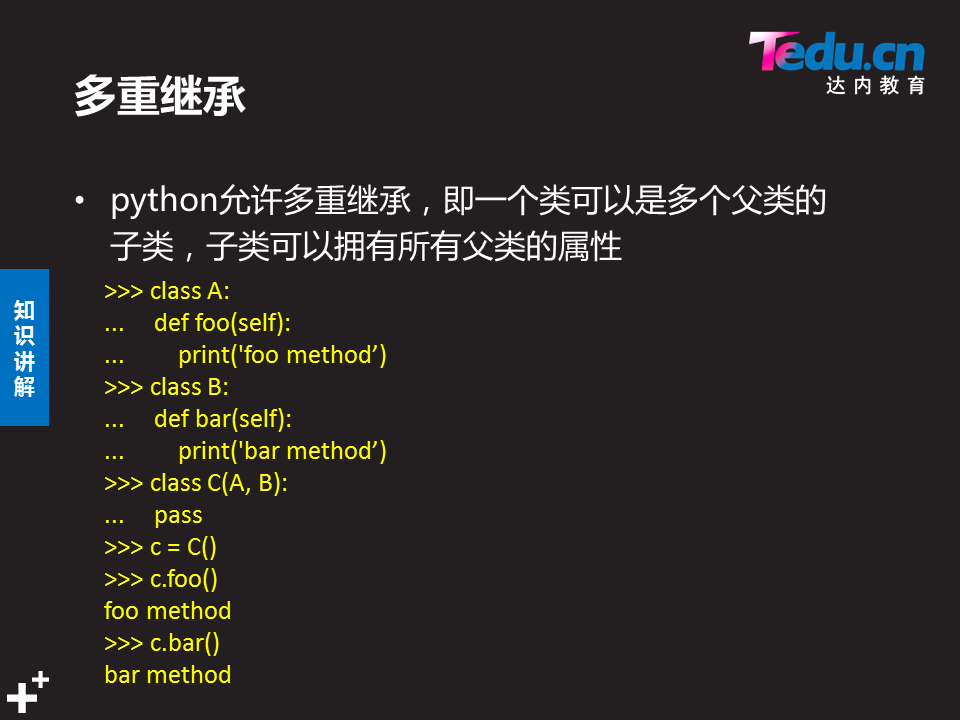 Tedu.cn
达内教育
多重继承
• python允许多重继承，即一个类可以是多个父类的
子类，子类可以拥有所有父类的属性
知识讲解
>>> class A:
...     def foo(self):
...         print('foo method’)
>>> class B:
...     def bar(self):
...         print('bar method’)
>>> class C(A, B):
...     pass
>>> c = C()
>>> c.foo()
foo method
>>> c.bar()
bar method